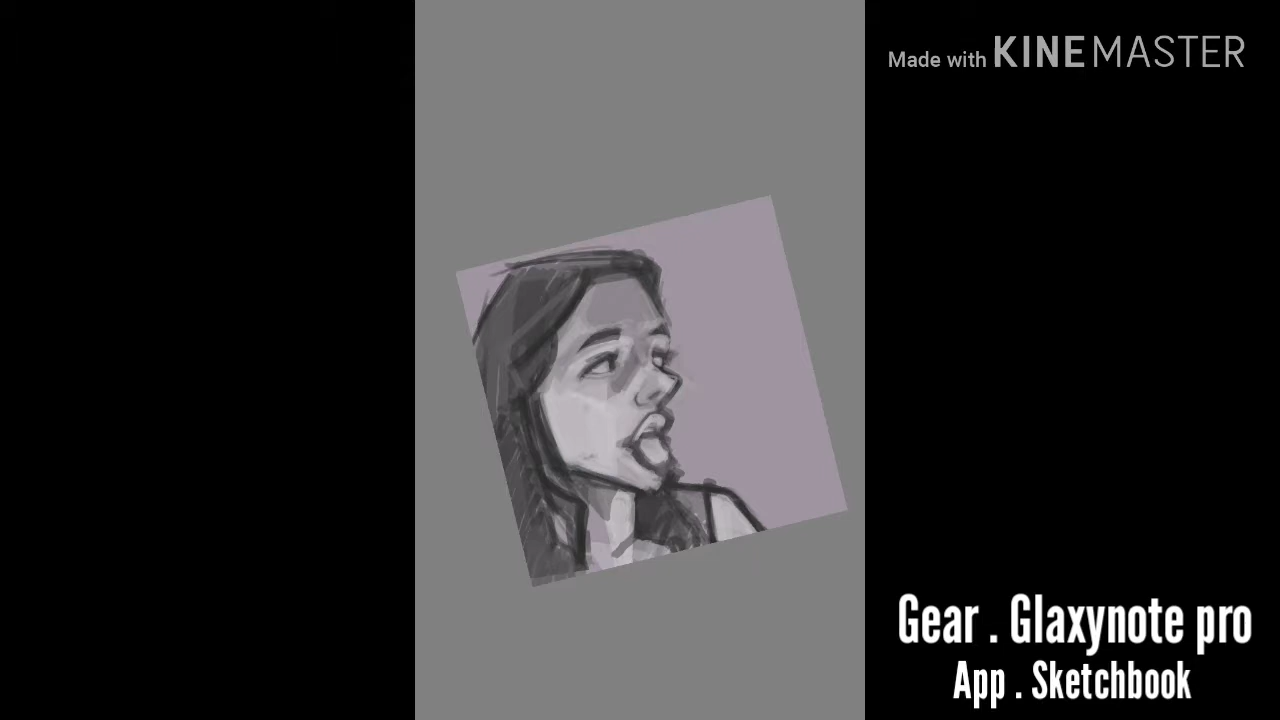 Made with KINEMASTER
Gear . Glaxynote pro
App . Sketchbook